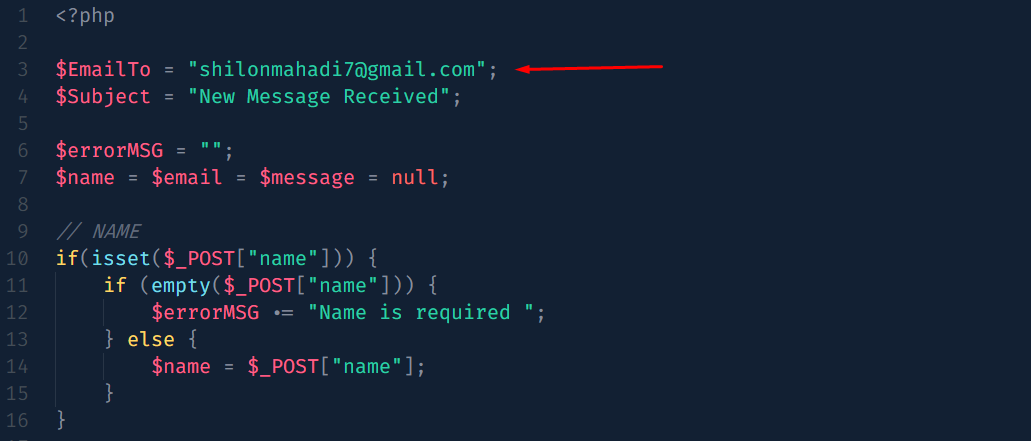 1 <?php
2
3 $EmailTo = "shilonmahadi7@gmail.com";
4 $Subject = "New Message Received";
5
6 $errorMSG = "";
7 $name = $email = $message = null;
8
9 // NAME
10 if(isset($_POST["name"])) {
11     if (empty($_POST["name"])) {
12         $errorMSG .= "Name is required ";
13     } else {
14         $name = $_POST["name"];
15     }
16 }